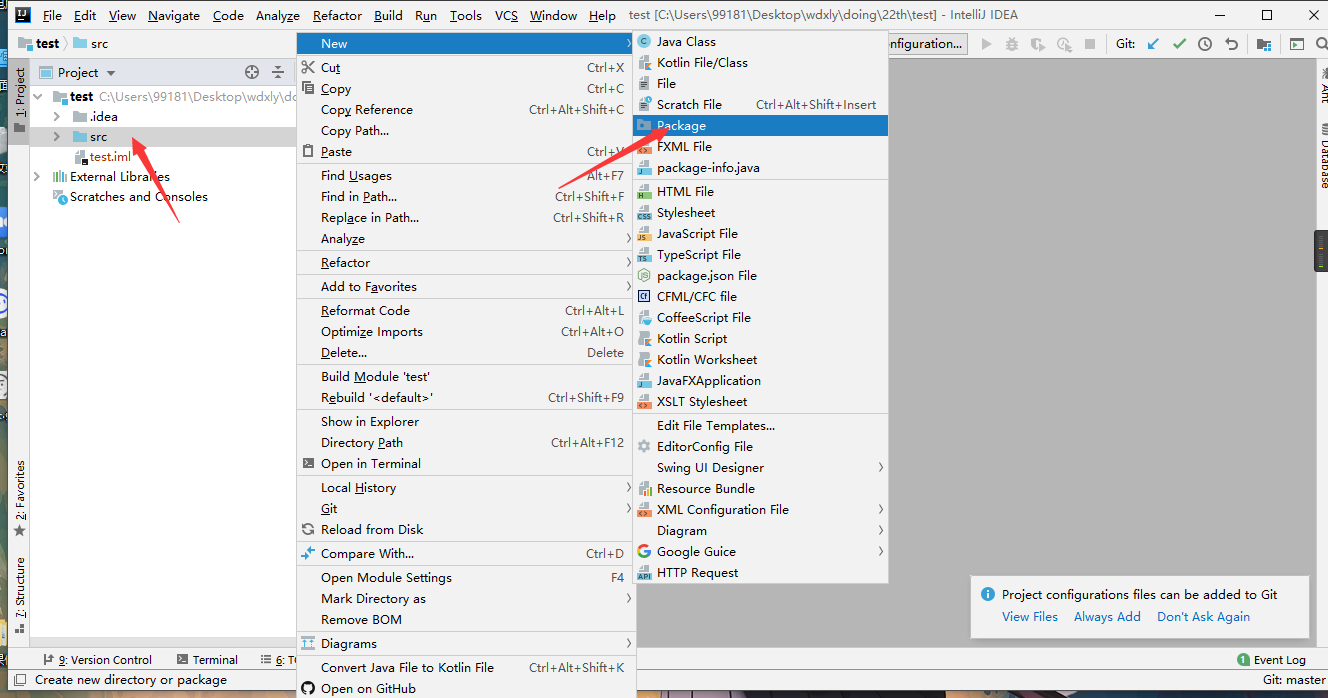 File Edit View Navigate Code Analyze Refactor Build Run Tools VCS Window Help test [C:\Users\99181\Desktop\wdxly\doing\22th\test] - IntelliJ IDEA
test src
nfiguration... Git:
Project
1: Project
test C:\Users\99181\Desktop\wdxly\do
.idea
src
test.iml
External Libraries
Scratches and Consoles
2: Favorites
7: Structure
New
Cut Ctrl+X
Copy Ctrl+C
Copy Reference Ctrl+Alt+Shift+C
Copy Path...
Paste Ctrl+V
Find Usages Alt+F7
Find in Path... Ctrl+Shift+F
Replace in Path... Ctrl+Shift+R
Analyze
Refactor
Add to Favorites
Reformat Code Ctrl+Alt+L
Optimize Imports Ctrl+Alt+O
Delete... Delete
Build Module 'test'
Rebuild '<default>' Ctrl+Shift+F9
Show in Explorer
Directory Path Ctrl+Alt+F12
Open in Terminal
Local History
Git
Reload from Disk
Compare With... Ctrl+D
Open Module Settings F4
Mark Directory as
Remove BOM
Diagrams
Convert Java File to Kotlin File Ctrl+Alt+Shift+K
Open on GitHub
Java Class
Kotlin File/Class
File
Scratch File Ctrl+Alt+Shift+Insert
Package
FXML File
package-info.java
HTML File
Stylesheet
JavaScript File
TypeScript File
package.json File
CFML/CFC file
CoffeeScript File
Kotlin Script
Kotlin Worksheet
JavaFXApplication
XSLT Stylesheet
Edit File Templates...
EditorConfig File
Swing UI Designer
Resource Bundle
XML Configuration File
Diagram
Google Guice
HTTP Request
Ant
Database
Project configurations files can be added to Git
View Files Always Add Don't Ask Again
9: Version Control Terminal 6: TO
1 Event Log
Create new directory or package
Git: master